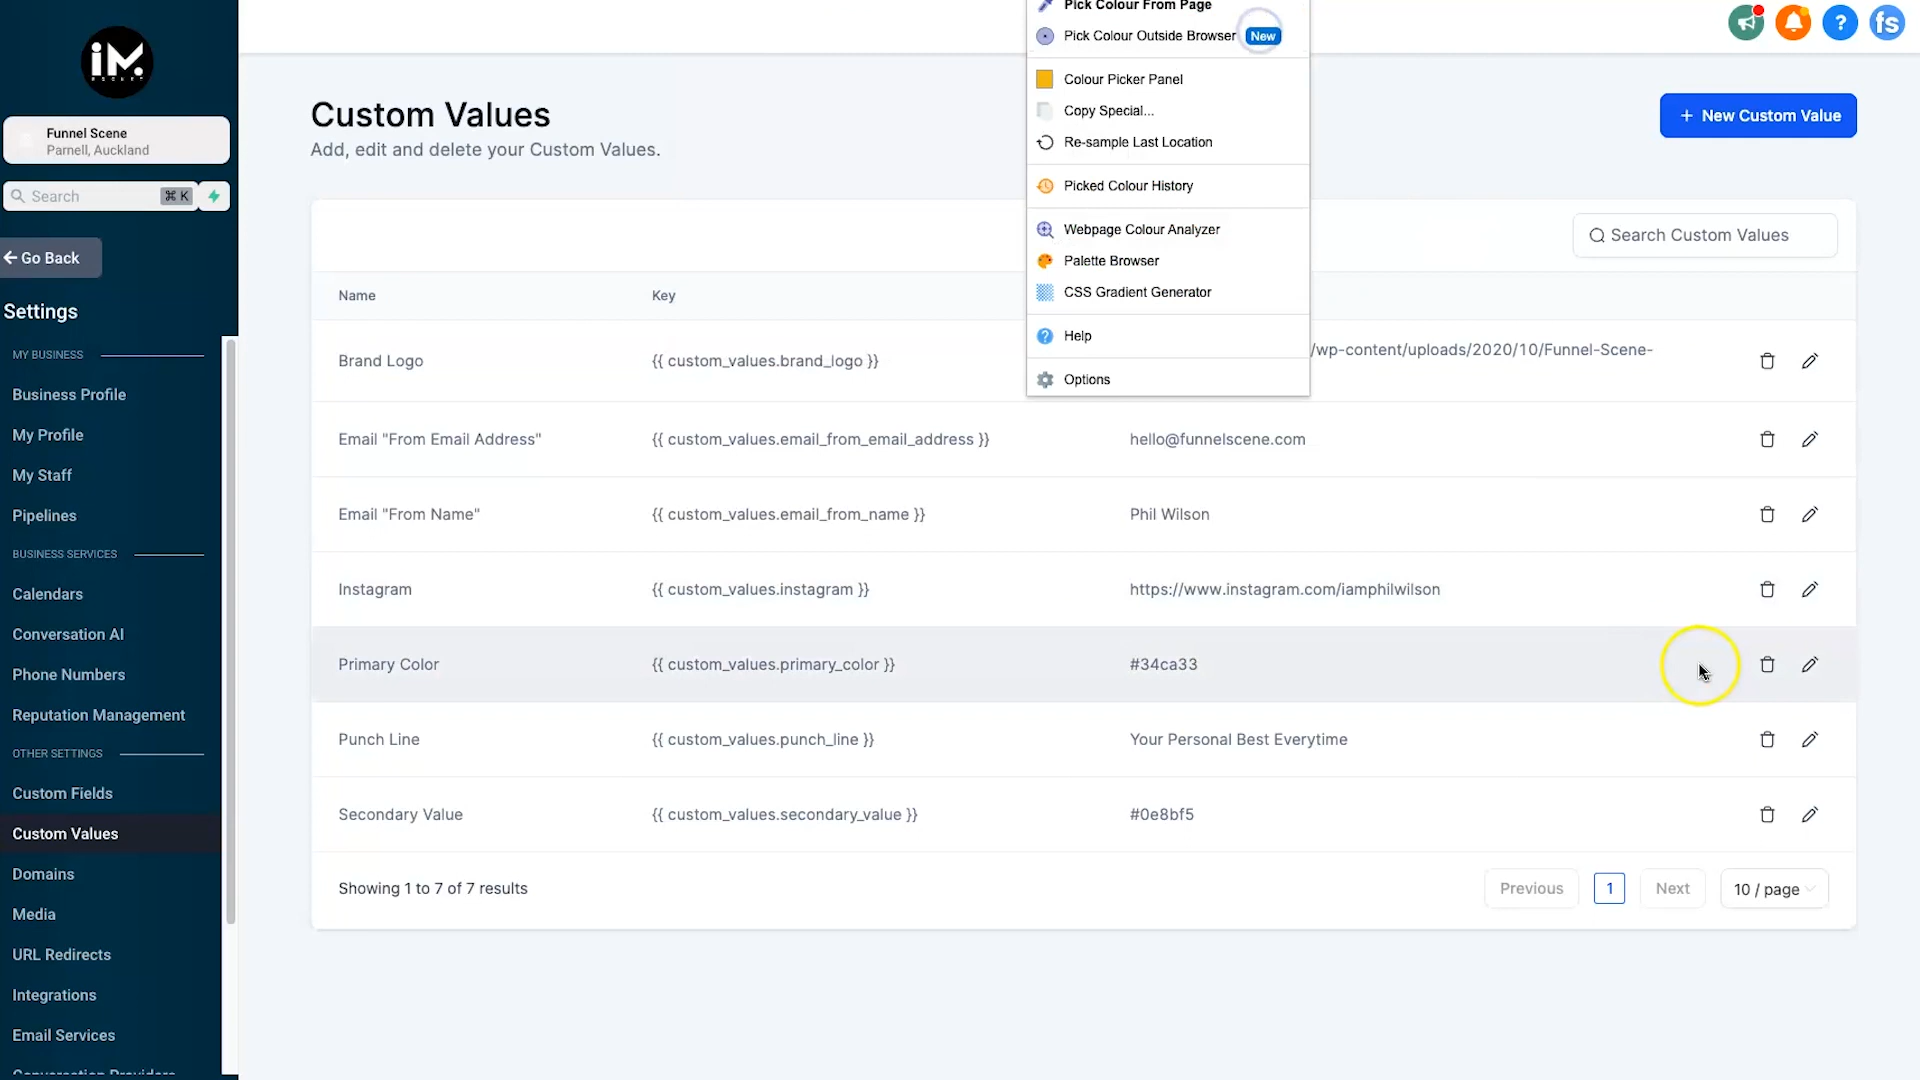 iM.
Funnel Scene
Parnell, Auckland
Search
⌘ K
Go Back
Settings
MY BUSINESS
Business Profile
My Profile
My Staff
Pipelines
BUSINESS SERVICES
Calendars
Conversation AI
Phone Numbers
Reputation Management
OTHER SETTINGS
Custom Fields
Custom Values
Domains
Media
URL Redirects
Integrations
Email Services
Conversation Providers
Pick Colour From Page
Pick Colour Outside Browser New
Colour Picker Panel
Copy Special...
Re-sample Last Location
Picked Colour History
Webpage Colour Analyzer
Palette Browser
CSS Gradient Generator
Help
Options
fs
Custom Values
Add, edit and delete your Custom Values.
+ New Custom Value
Search Custom Values
Name Key
Brand Logo {{ custom_values.brand_logo }} /wp-content/uploads/2020/10/Funnel-Scene-
Email "From Email Address" {{ custom_values.email_from_email_address }} hello@funnelscene.com
Email "From Name" {{ custom_values.email_from_name }} Phil Wilson
Instagram {{ custom_values.instagram }} https://www.instagram.com/iamphilwilson
Primary Color {{ custom_values.primary_color }} #34ca33
Punch Line {{ custom_values.punch_line }} Your Personal Best Everytime
Secondary Value {{ custom_values.secondary_value }} #0e8bf5
Showing 1 to 7 of 7 results
Previous 1 Next 10 / page